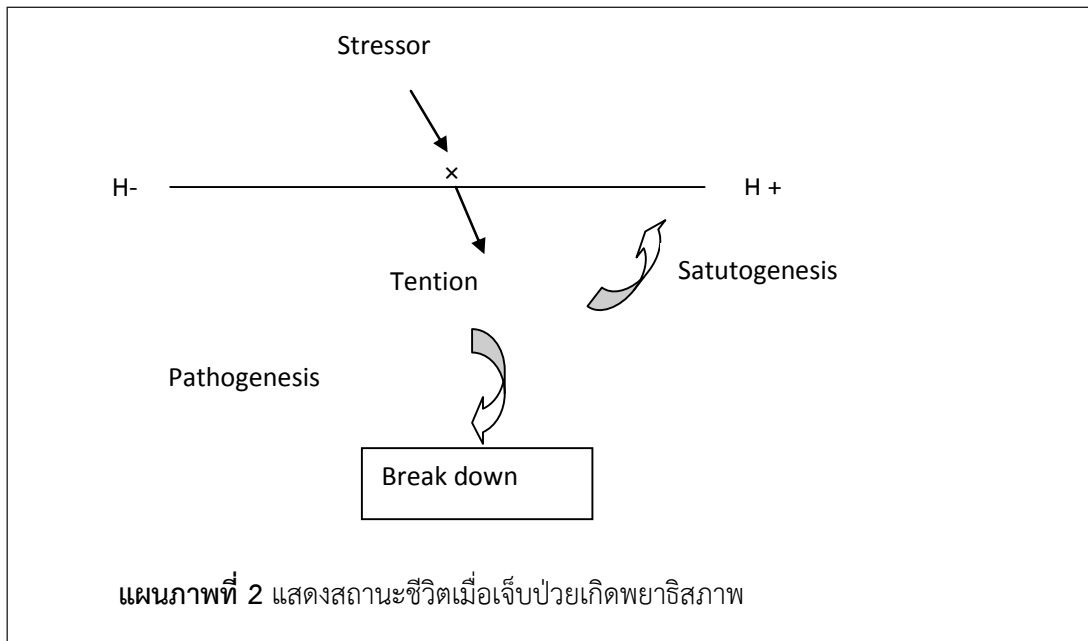 Stressor
×
H- H +
Tention
Satutogenesis
Pathogenesis
Break down
แผนภาพที่ 2 แสดงสถานะชีวิตเมื่อเจ็บป่วยเกิดพยาธิสภาพ